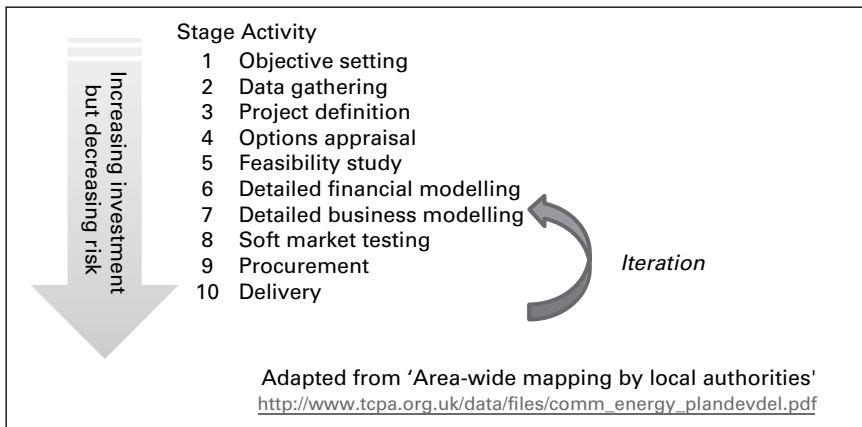 Stage Activity
1 Objective setting
2 Data gathering
3 Project definition
4 Options appraisal
5 Feasibility study
6 Detailed financial modelling
7 Detailed business modelling
8 Soft market testing
9 Procurement
10 Delivery
Increasing investment
but decreasing risk
Iteration
Adapted from ‘Area-wide mapping by local authorities'
http://www.tcpa.org.uk/data/files/comm_energy_plandevdel.pdf